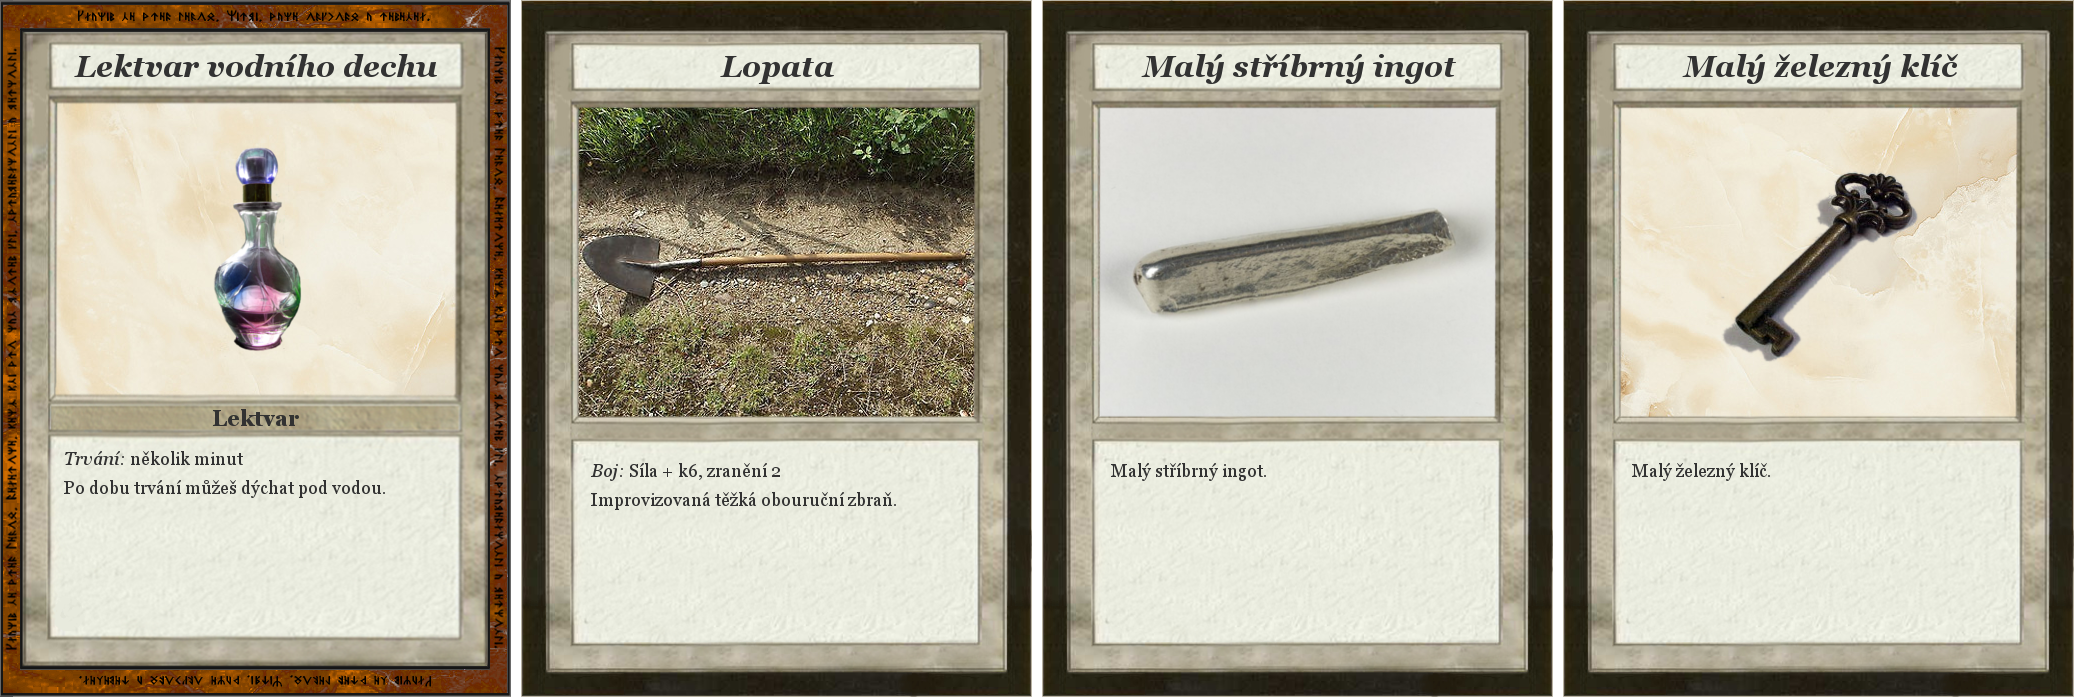 Lektvar vodního dechu
Lektvar
Trvání: několik minut
Po dobu trvání můžeš dýchat pod vodou.
Lopata
Boj: Síla + k6, zranění 2
Improvizovaná těžká obouruční zbraň.
Malý stříbrný ingot
Malý stříbrný ingot.
Malý železný klíč
Malý železný klíč.